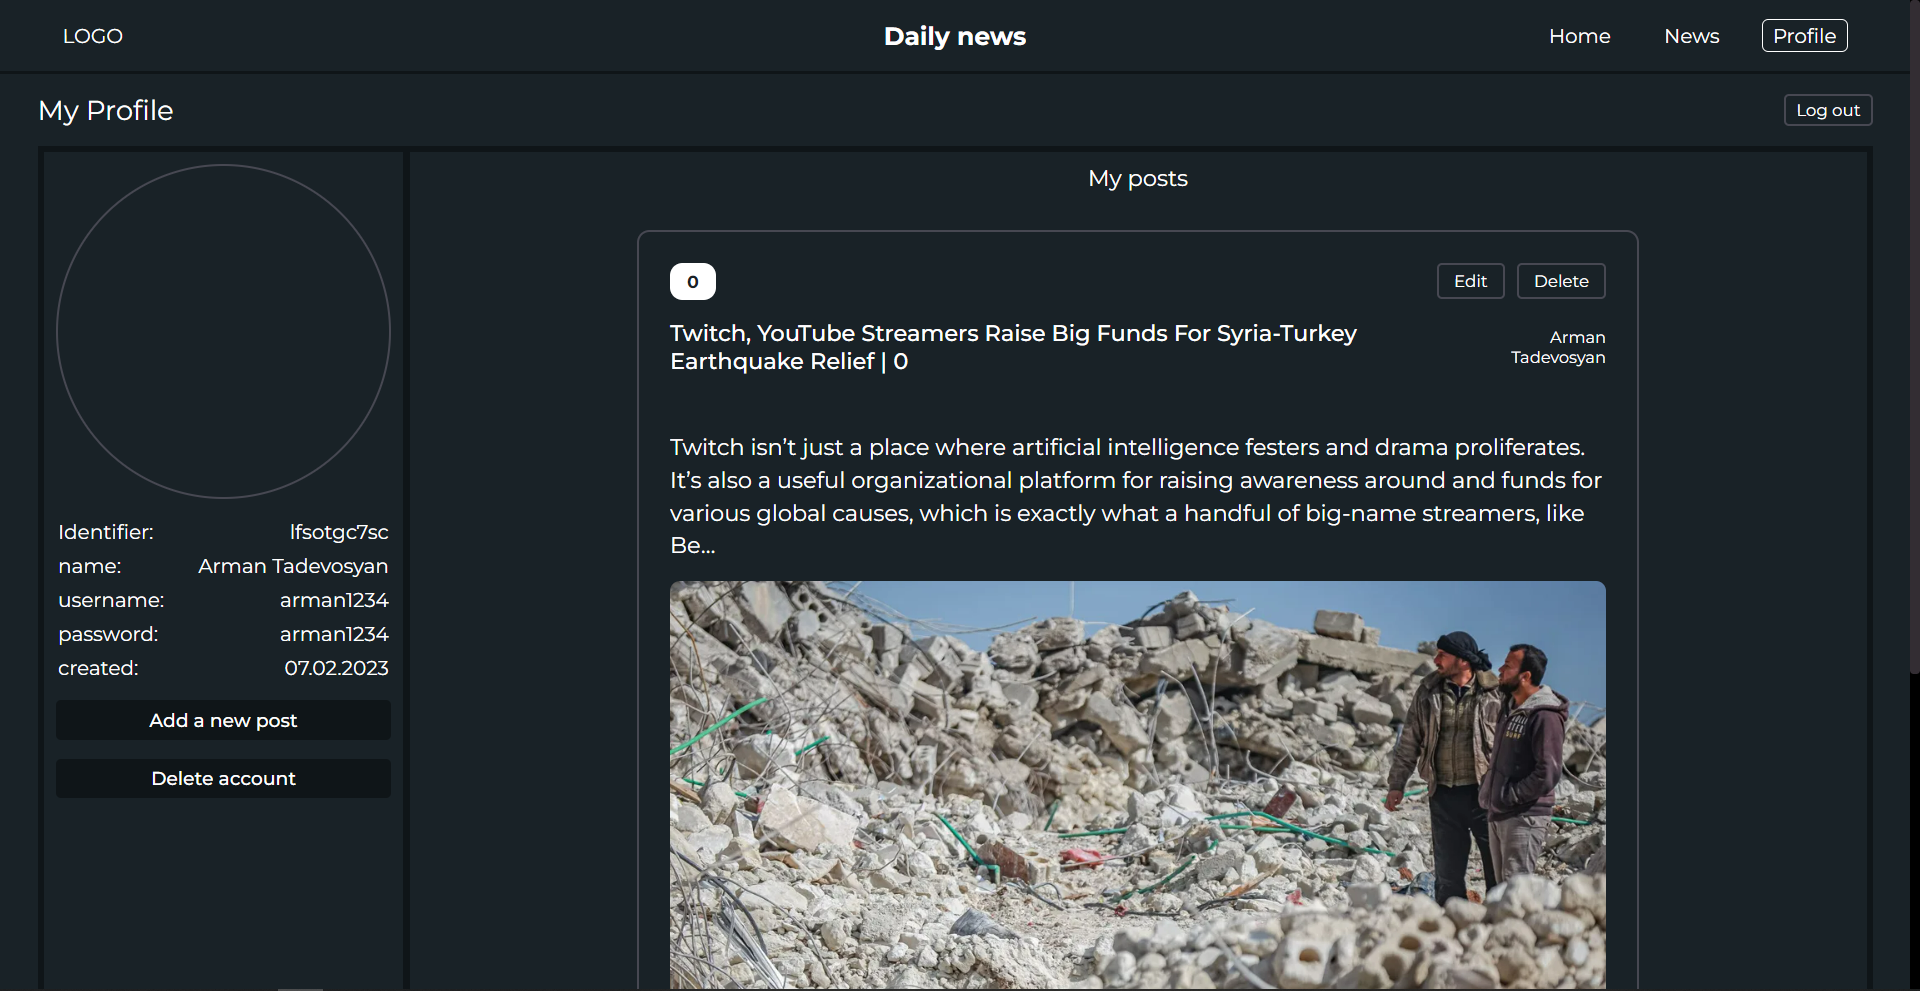 LOGO
Daily news
Home
News
Profile
My Profile
Log out
Identifier: lfsotgc7sc
name: Arman Tadevosyan
username: arman1234
password: arman1234
created: 07.02.2023
Add a new post
Delete account
My posts
0
Edit
Delete
Twitch, YouTube Streamers Raise Big Funds For Syria-Turkey
Earthquake Relief | 0
Arman
Tadevosyan
Twitch isn’t just a place where artificial intelligence festers and drama proliferates.
It’s also a useful organizational platform for raising awareness around and funds for
various global causes, which is exactly what a handful of big-name streamers, like
Be...